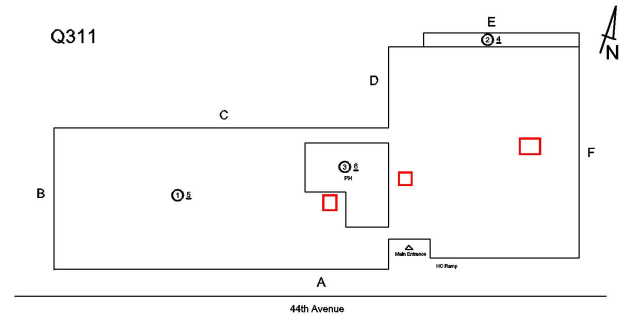 Q311
E
N
② 4
D
C
F
③ 6
PH
B
① 5
Main Entrance
HC Ramp
A
44th Avenue